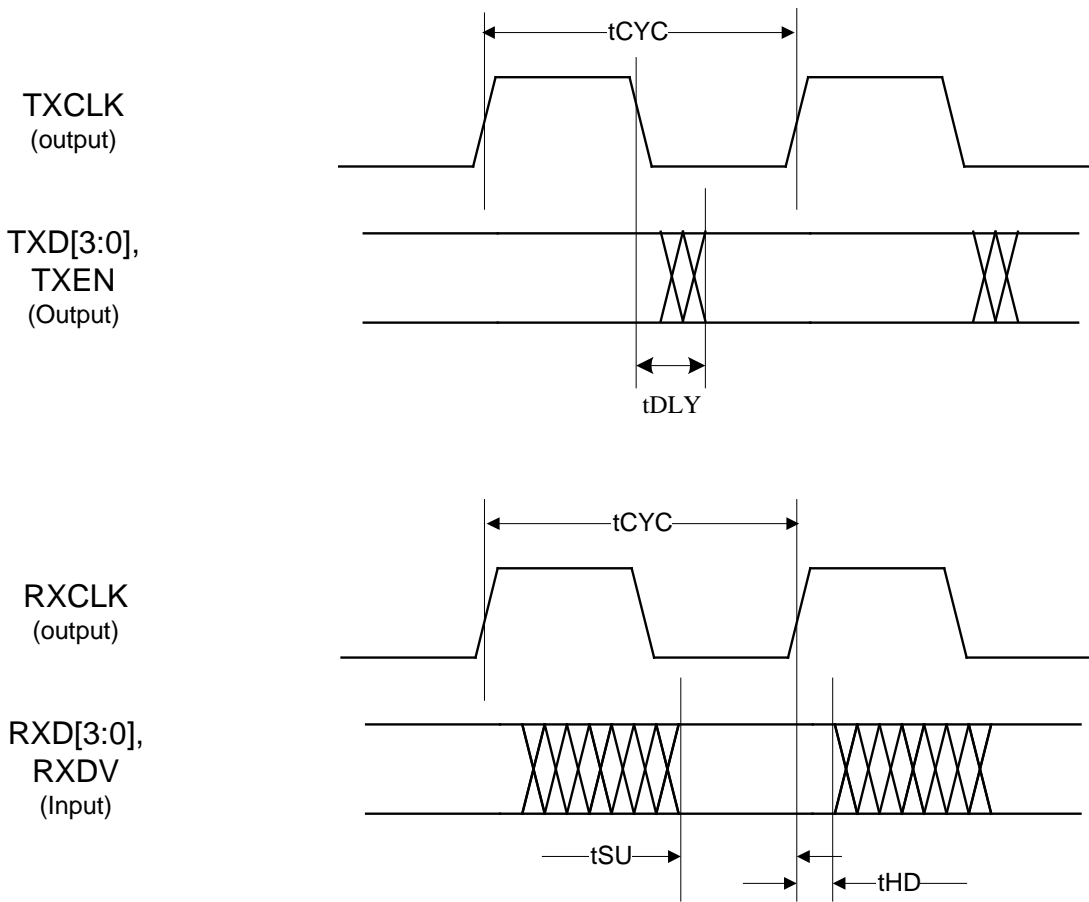 tCYC
TXCLK
(output)
TXD[3:0],
TXEN
(Output)
tDLY
tCYC
RXCLK
(output)
RXD[3:0],
RXDV
(Input)
tSU
tHD